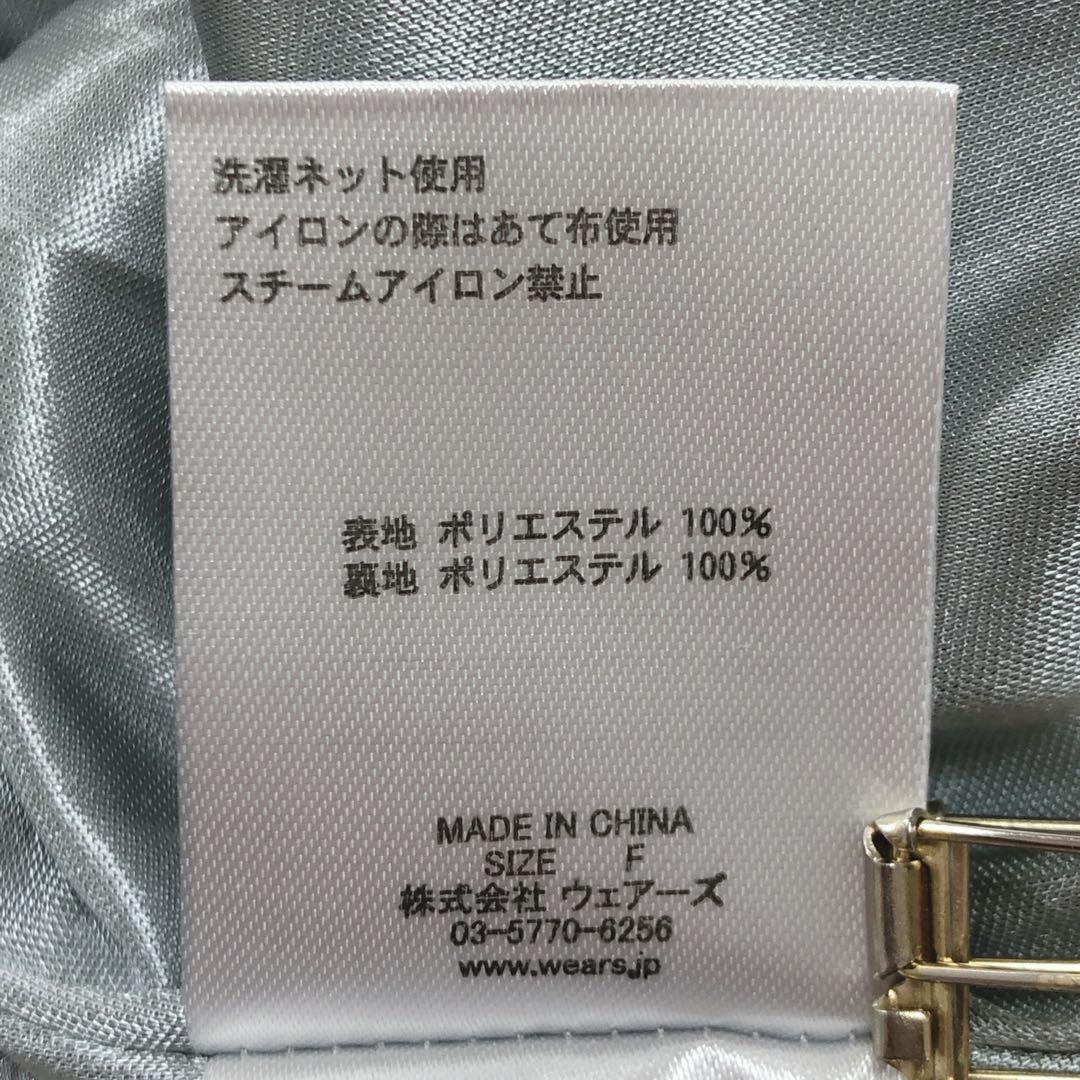 洗濯ネット使用
アイロンの際はあて布使用
スチームアイロン禁止
表地 ポリエステル 100%
裏地 ポリエステル 100%
MADE IN CHINA
SIZE F
株式会社 ウェアーズ
03-5770-6256
www.wears.jp